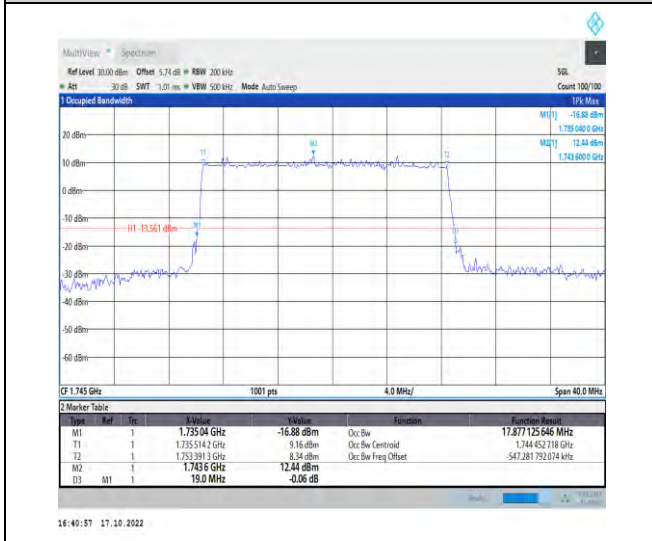 MultiView Spectrum
Ref Level 30.00 dBm Offset 5.74 dB RBW 200 kHz SGL
Att 30 dB SWT 1.01 ms VBW 500 kHz Mode Auto Sweep Count 100/100
1 Occupied Bandwidth 1Pk Max
M1[1] -16.88 dBm
1.735 040 0 GHz
M2[1] 12.44 dBm
1.743 600 0 GHz
20 dBm
M2
T1 T2
10 dBm
0 dBm
-10 dBm
H1 -13.561 dBm M1
-20 dBm
-30 dBm
-40 dBm
-50 dBm
-60 dBm
CF 1.745 GHz 1001 pts 4.0 MHz/ Span 40.0 MHz
2 Marker Table
Type Ref Trc X-Value Y-Value Function Function Result
M1 1 1.735 04 GHz -16.88 dBm Occ Bw 17.877 125 646 MHz
T1 1 1.735 514 2 GHz 9.16 dBm Occ Bw Centroid 1.744 452 718 GHz
T2 1 1.753 391 3 GHz 8.34 dBm Occ Bw Freq Offset -547.281 792 074 kHz
M2 1 1.743 6 GHz 12.44 dBm
D3 M1 1 19.0 MHz -0.06 dB
16:40:57 17.10.2022